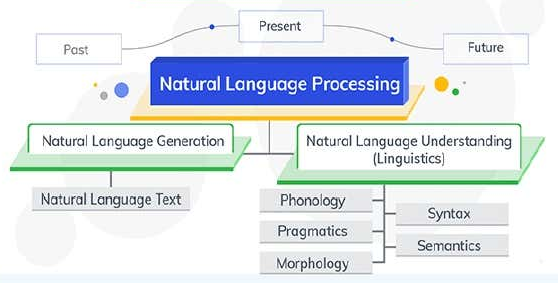 Present
Past
Future
Natural Language Processing
Natural Language Generation
Natural Language Understanding
(Linguistics)
Natural Language Text
Phonology
Syntax
Pragmatics
Semantics
Morphology